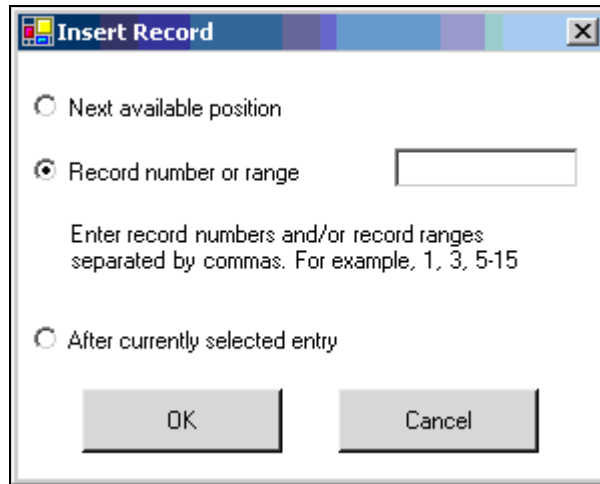 Insert Record
Next available position
Record number or range
Enter record numbers and/or record ranges
separated by commas. For example, 1, 3, 5-15
After currently selected entry
OK
Cancel